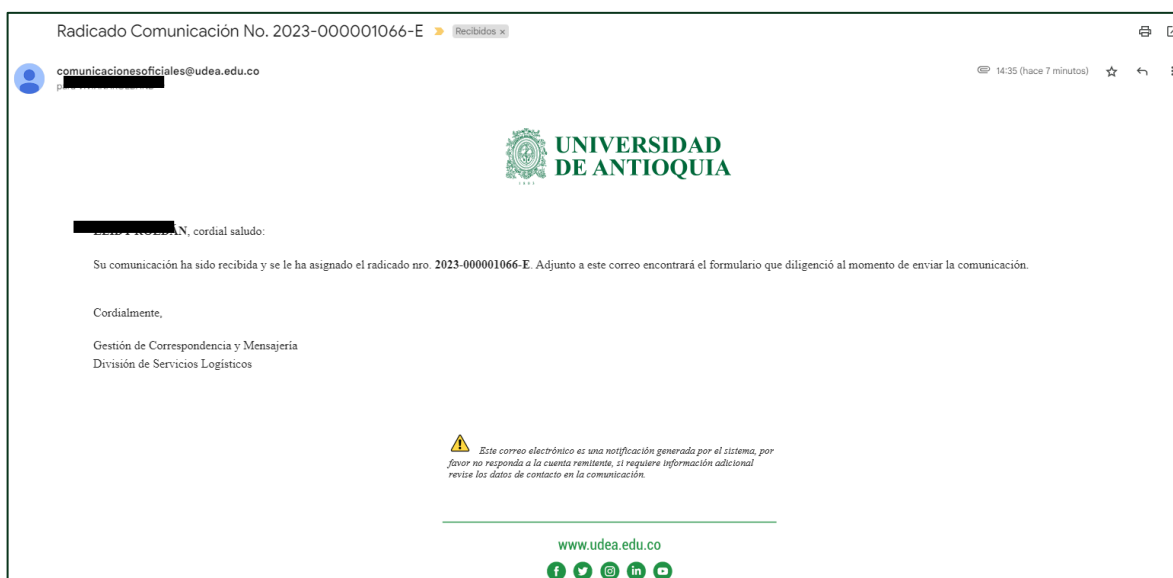 Radicado Comunicación No. 2023-000001066-E Recibidos x
comunicacionesoficiales@udea.edu.co
14:35 (hace 7 minutos)
UNIVERSIDAD
DE ANTIOQUIA
1803
cordial saludo:
Su comunicación ha sido recibida y se le ha asignado el radicado nro. 2023-000001066-E. Adjunto a este correo encontrará el formulario que diligenció al momento de enviar la comunicación.
Cordialmente,
Gestión de Correspondencia y Mensajería
División de Servicios Logísticos
Este correo electrónico es una notificación generada por el sistema, por
favor no responda a la cuenta remitente, si requiere información adicional
revise los datos de contacto en la comunicación.
www.udea.edu.co